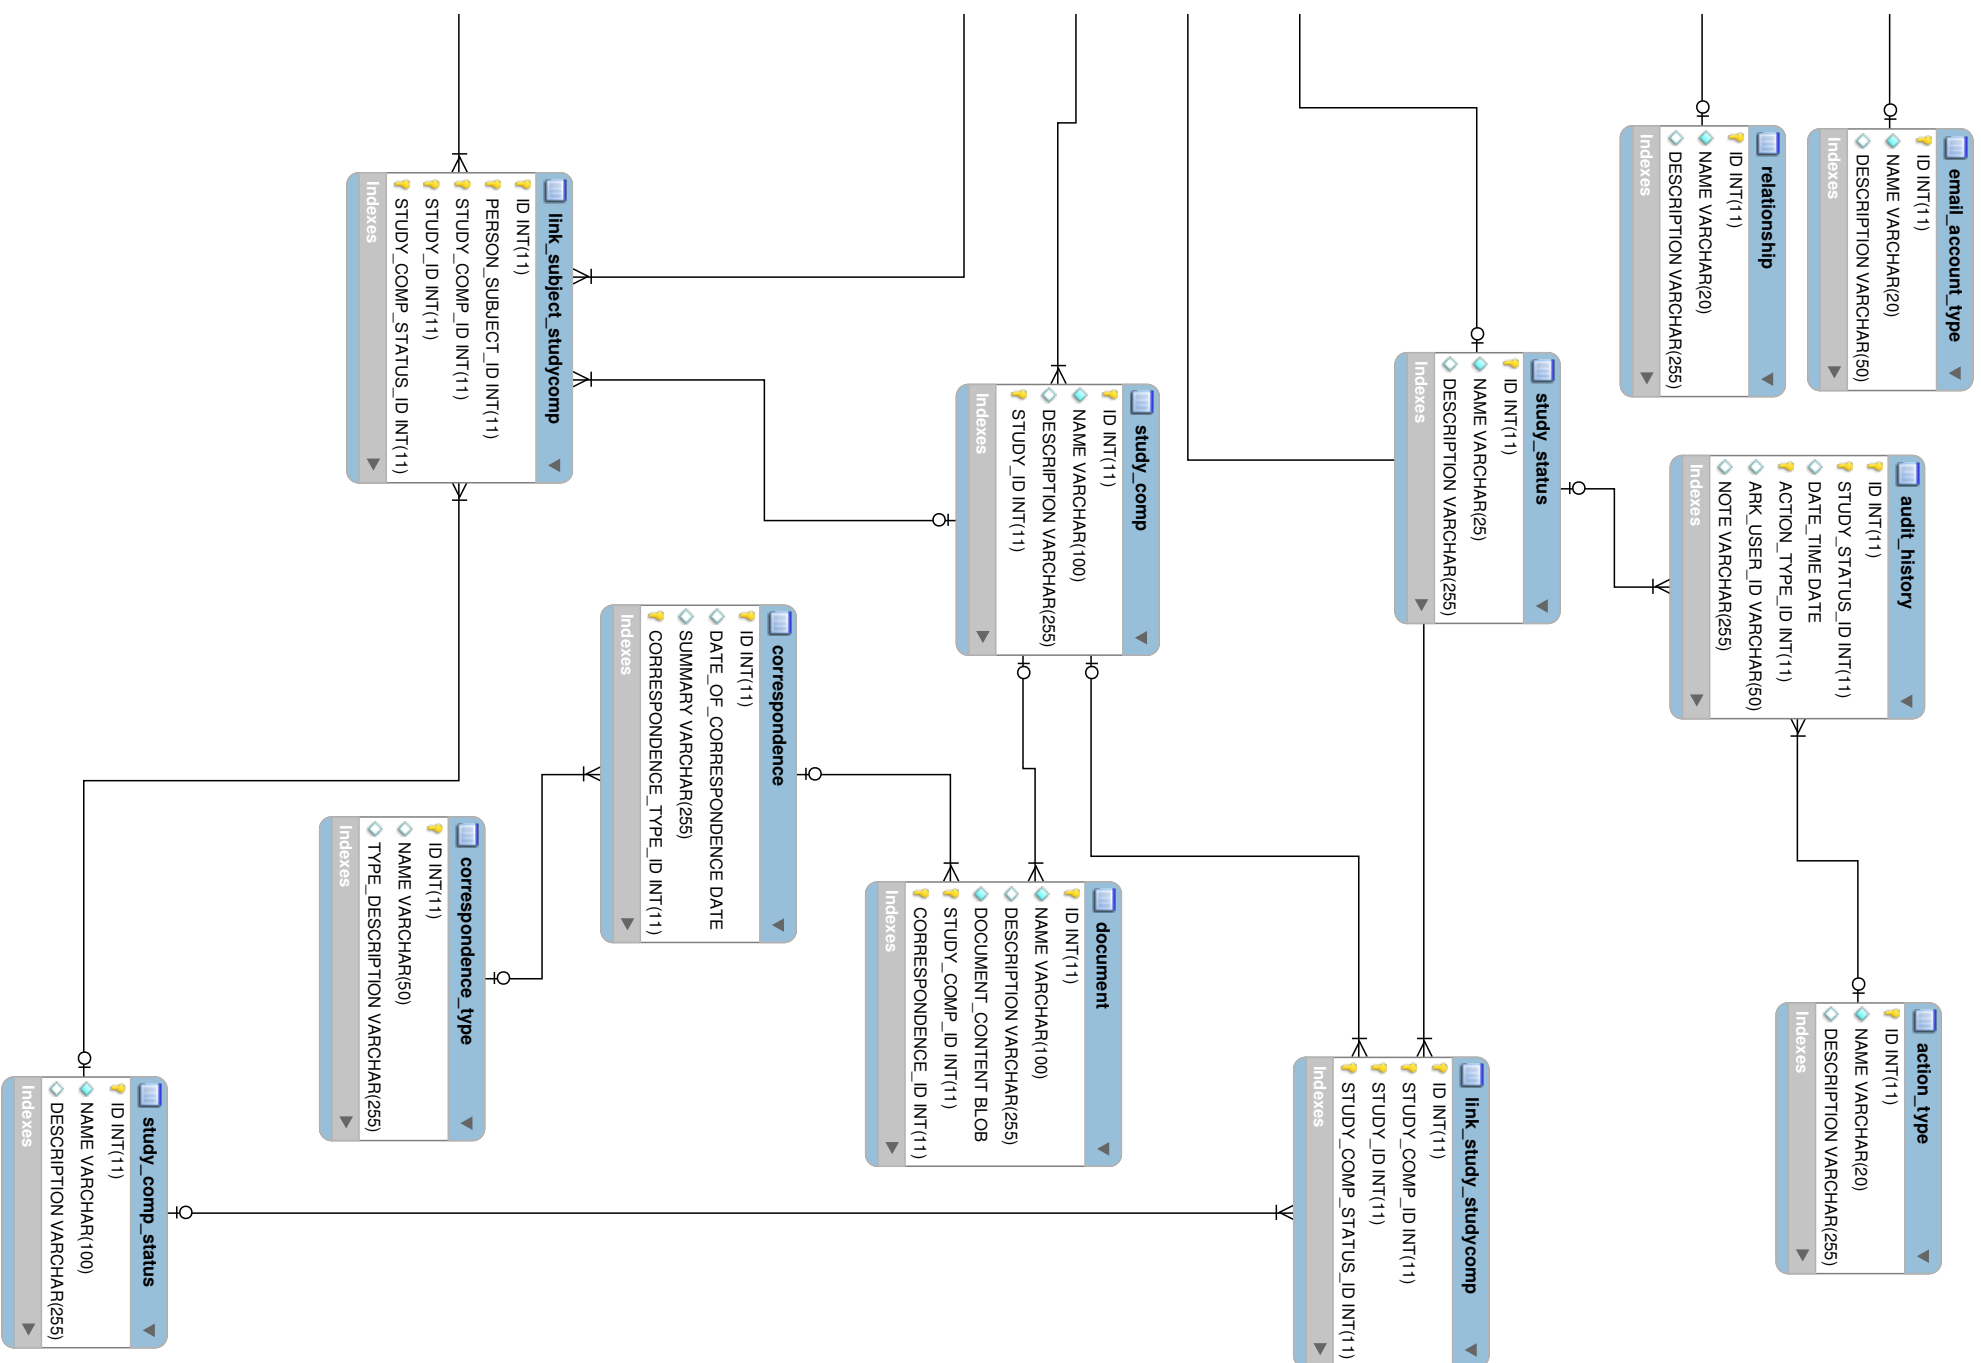 email_account_type
ID INT(11)
NAME VARCHAR(20)
DESCRIPTION VARCHAR(50)
Indexes
relationship
ID INT(11)
NAME VARCHAR(20)
DESCRIPTION VARCHAR(255)
Indexes
audit_history
ID INT(11)
STUDY_STATUS_ID INT(11)
DATE_TIME DATE
ACTION_TYPE_ID INT(11)
ARK_USER_ID VARCHAR(50)
NOTE VARCHAR(255)
Indexes
action_type
ID INT(11)
NAME VARCHAR(20)
DESCRIPTION VARCHAR(255)
Indexes
study_status
ID INT(11)
NAME VARCHAR(25)
DESCRIPTION VARCHAR(255)
Indexes
link_study_studycomp
ID INT(11)
STUDY_COMP_ID INT(11)
STUDY_ID INT(11)
STUDY_COMP_STATUS_ID INT(11)
Indexes
study_comp
ID INT(11)
NAME VARCHAR(100)
DESCRIPTION VARCHAR(255)
STUDY_ID INT(11)
Indexes
document
ID INT(11)
NAME VARCHAR(100)
DESCRIPTION VARCHAR(255)
DOCUMENT_CONTENT BLOB
STUDY_COMP_ID INT(11)
CORRESPONDENCE_ID INT(11)
Indexes
correspondence
ID INT(11)
DATE_OF_CORRESPONDENCE DATE
SUMMARY VARCHAR(255)
CORRESPONDENCE_TYPE_ID INT(11)
Indexes
link_subject_studycomp
ID INT(11)
PERSON_SUBJECT_ID INT(11)
STUDY_COMP_ID INT(11)
STUDY_ID INT(11)
STUDY_COMP_STATUS_ID INT(11)
Indexes
correspondence_type
ID INT(11)
NAME VARCHAR(50)
TYPE_DESCRIPTION VARCHAR(255)
Indexes
study_comp_status
ID INT(11)
NAME VARCHAR(100)
DESCRIPTION VARCHAR(255)
Indexes